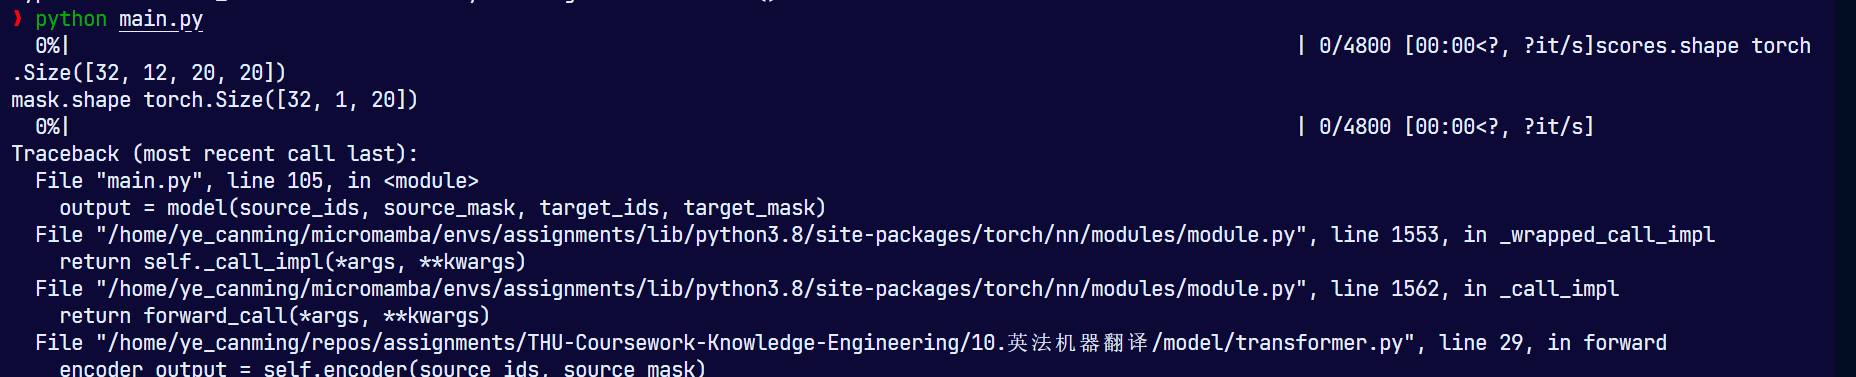 ❱ python main.py
0%| | 0/4800 [00:00<?, ?it/s]scores.shape torch
.Size([32, 12, 20, 20])
mask.shape torch.Size([32, 1, 20])
0%| | 0/4800 [00:00<?, ?it/s]
Traceback (most recent call last):
File "main.py", line 105, in <module>
output = model(source_ids, source_mask, target_ids, target_mask)
File "/home/ye_canming/micromamba/envs/assignments/lib/python3.8/site-packages/torch/nn/modules/module.py", line 1553, in _wrapped_call_impl
return self._call_impl(*args, **kwargs)
File "/home/ye_canming/micromamba/envs/assignments/lib/python3.8/site-packages/torch/nn/modules/module.py", line 1562, in _call_impl
return forward_call(*args, **kwargs)
File "/home/ye_canming/repos/assignments/THU-Coursework-Knowledge-Engineering/10.英法机器翻译/model/transformer.py", line 29, in forward
encoder_output = self.encoder(source_ids, source_mask)